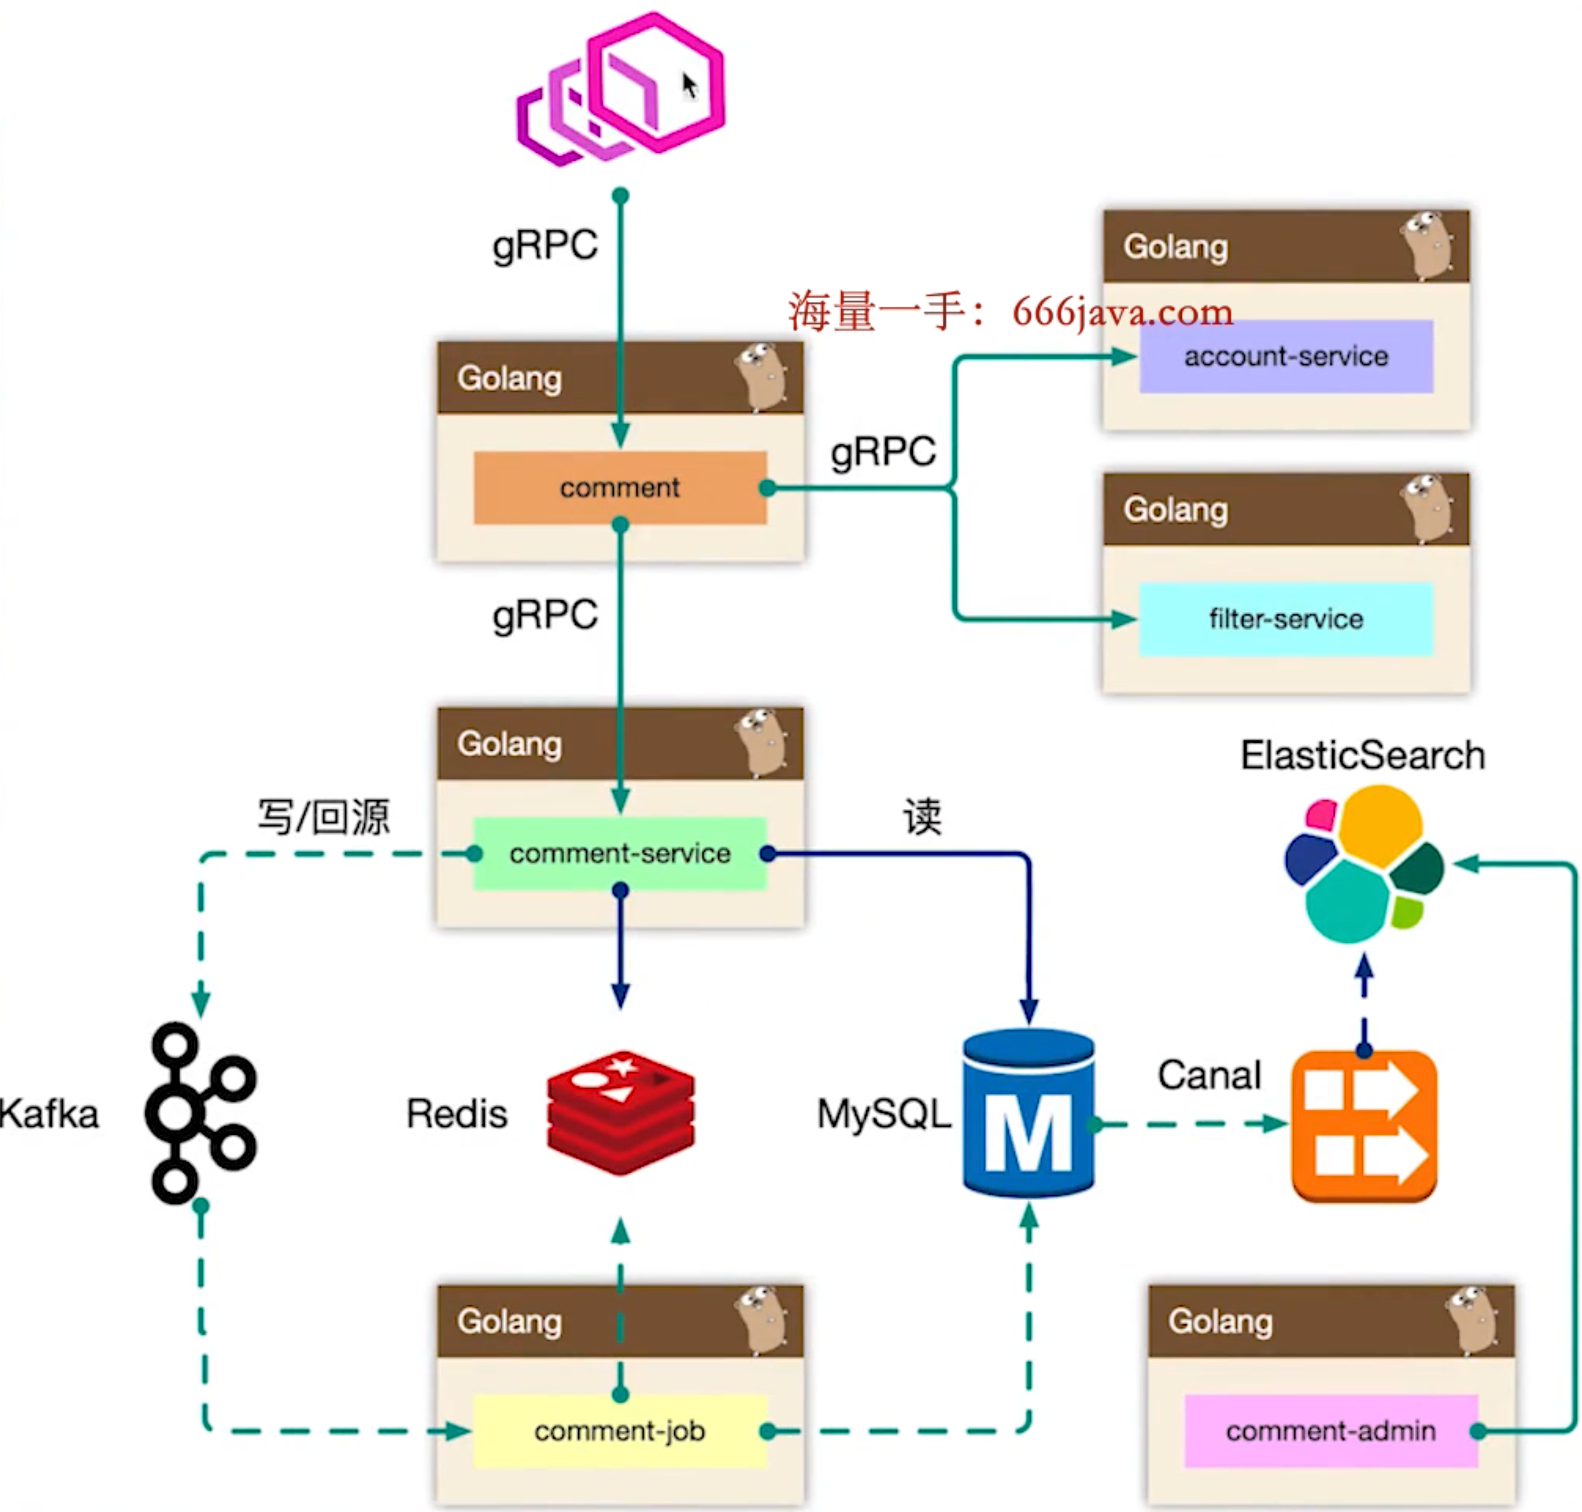 gRPC
Golang
海量一手：666java.com
account-service
Golang
gRPC
comment
Golang
filter-service
gRPC
Golang
ElasticSearch
写/回源
comment-service
读
Kafka
Redis
MySQL
M
Canal
Golang
comment-job
Golang
comment-admin